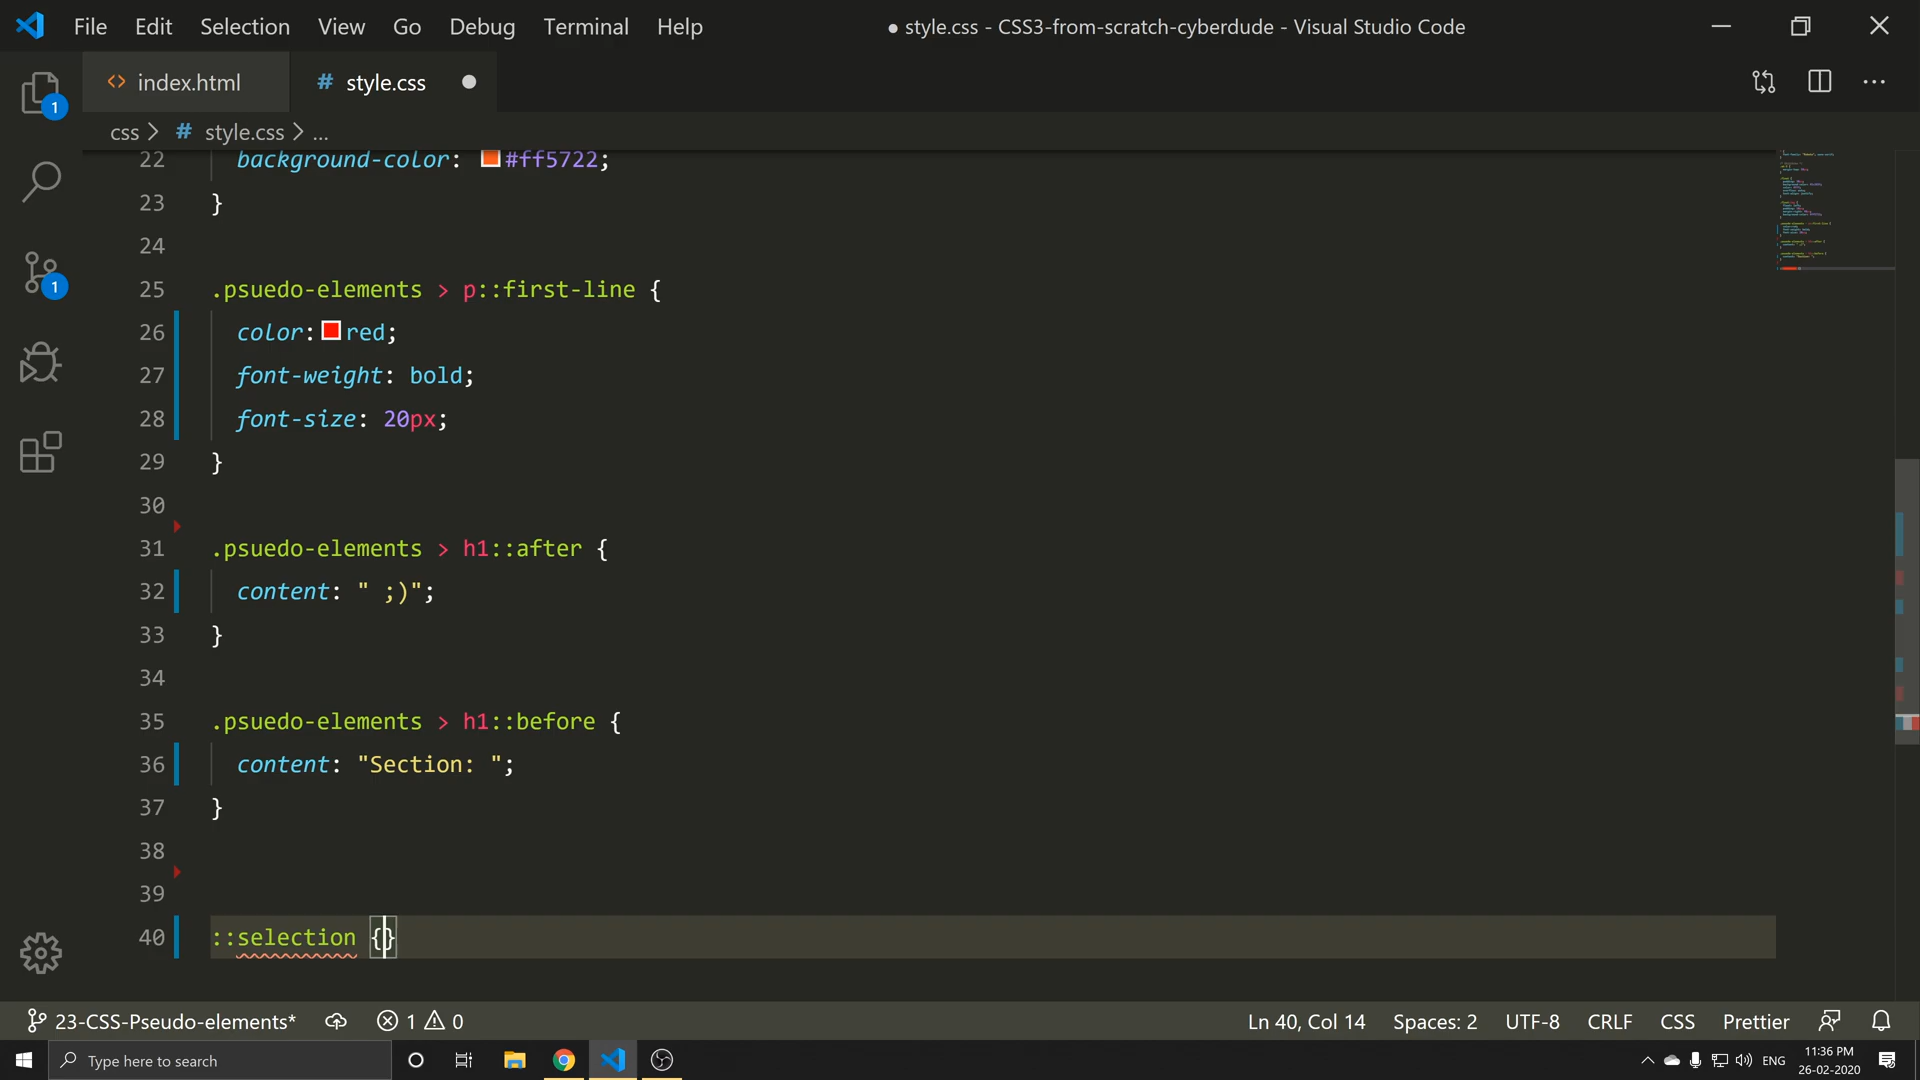 File Edit Selection View Go Debug Terminal Help ● style.css - CSS3-from-scratch-cyberdude - Visual Studio Code
<> index.html # style.css ●
css > # style.css > ...
22 background-color: #ff5722;
23 }
24
25 .psuedo-elements > p::first-line {
26 color: red;
27 font-weight: bold;
28 font-size: 20px;
29 }
30
31 .psuedo-elements > h1::after {
32 content: " ;)";
33 }
34
35 .psuedo-elements > h1::before {
36 content: "Section: ";
37 }
38
39
40 ::selection {}
1
1
23-CSS-Pseudo-elements* 1 0 Ln 40, Col 14 Spaces: 2 UTF-8 CRLF CSS Prettier
Type here to search ENG 11:36 PM
26-02-2020